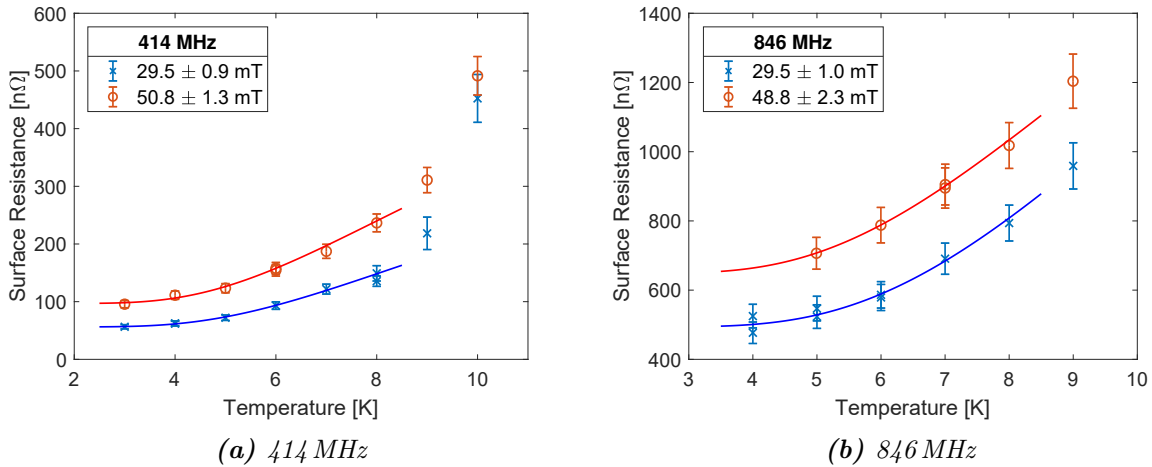 414 MHz
29.5 ± 0.9 mT
50.8 ± 1.3 mT
Surface Resistance [nΩ]
600
500
400
300
200
100
0
2
4
6
8
10
Temperature [K]
(a) 414 MHz
846 MHz
29.5 ± 1.0 mT
48.8 ± 2.3 mT
Surface Resistance [nΩ]
1400
1200
1000
800
600
400
3
4
5
6
7
8
9
10
Temperature [K]
(b) 846 MHz